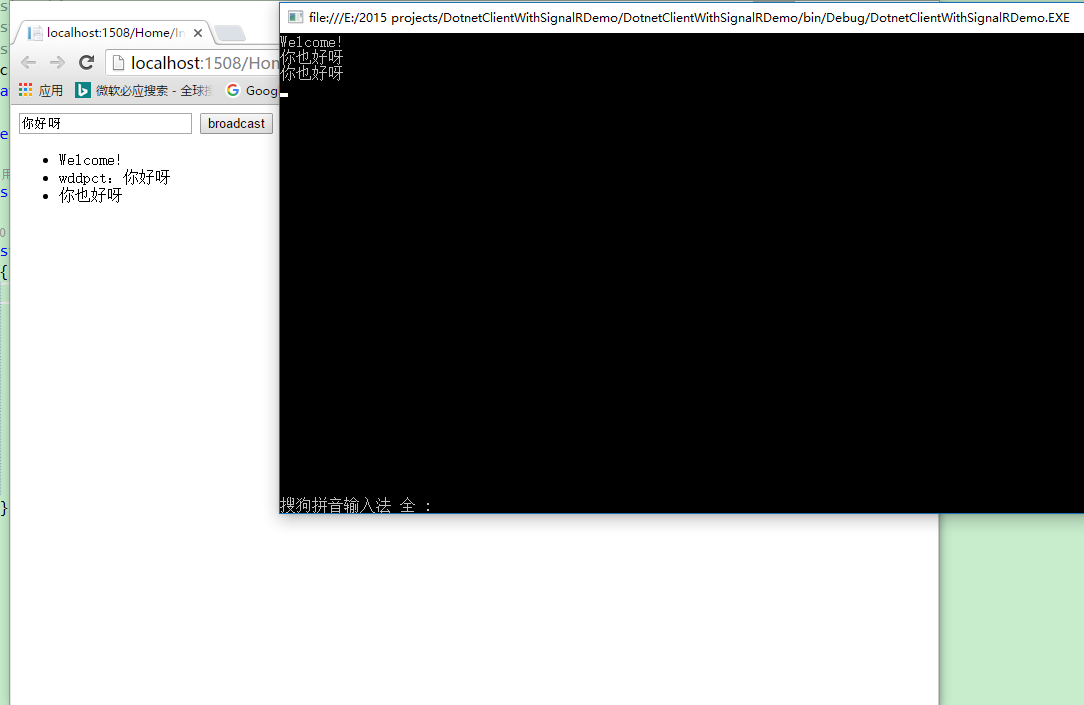 localhost:1508/Home/In
localhost:1508/Hom
应用
微软必应搜索 - 全球搜
Goog
你好呀
broadcast
Welcome!
wddpct：你好呀
你也好呀
file:///E:/2015 projects/DotnetClientWithSignalRDemo/DotnetClientWithSignalRDemo/bin/Debug/DotnetClientWithSignalRDemo.EXE
Welcome!
你也好呀
你也好呀
搜狗拼音输入法 全 :
s
s
s
c
a
e
用
s
0
s
{
}